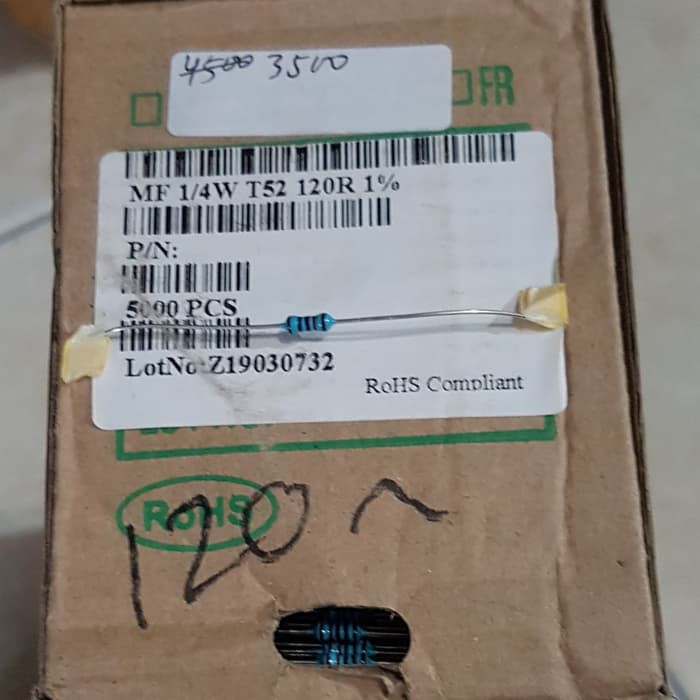 4500 3500
FR
MF 1/4W T52 120R 1%
P/N:
5000 PCS
LotNo:Z19030732
RoHS Compliant
RoHS
120 ~